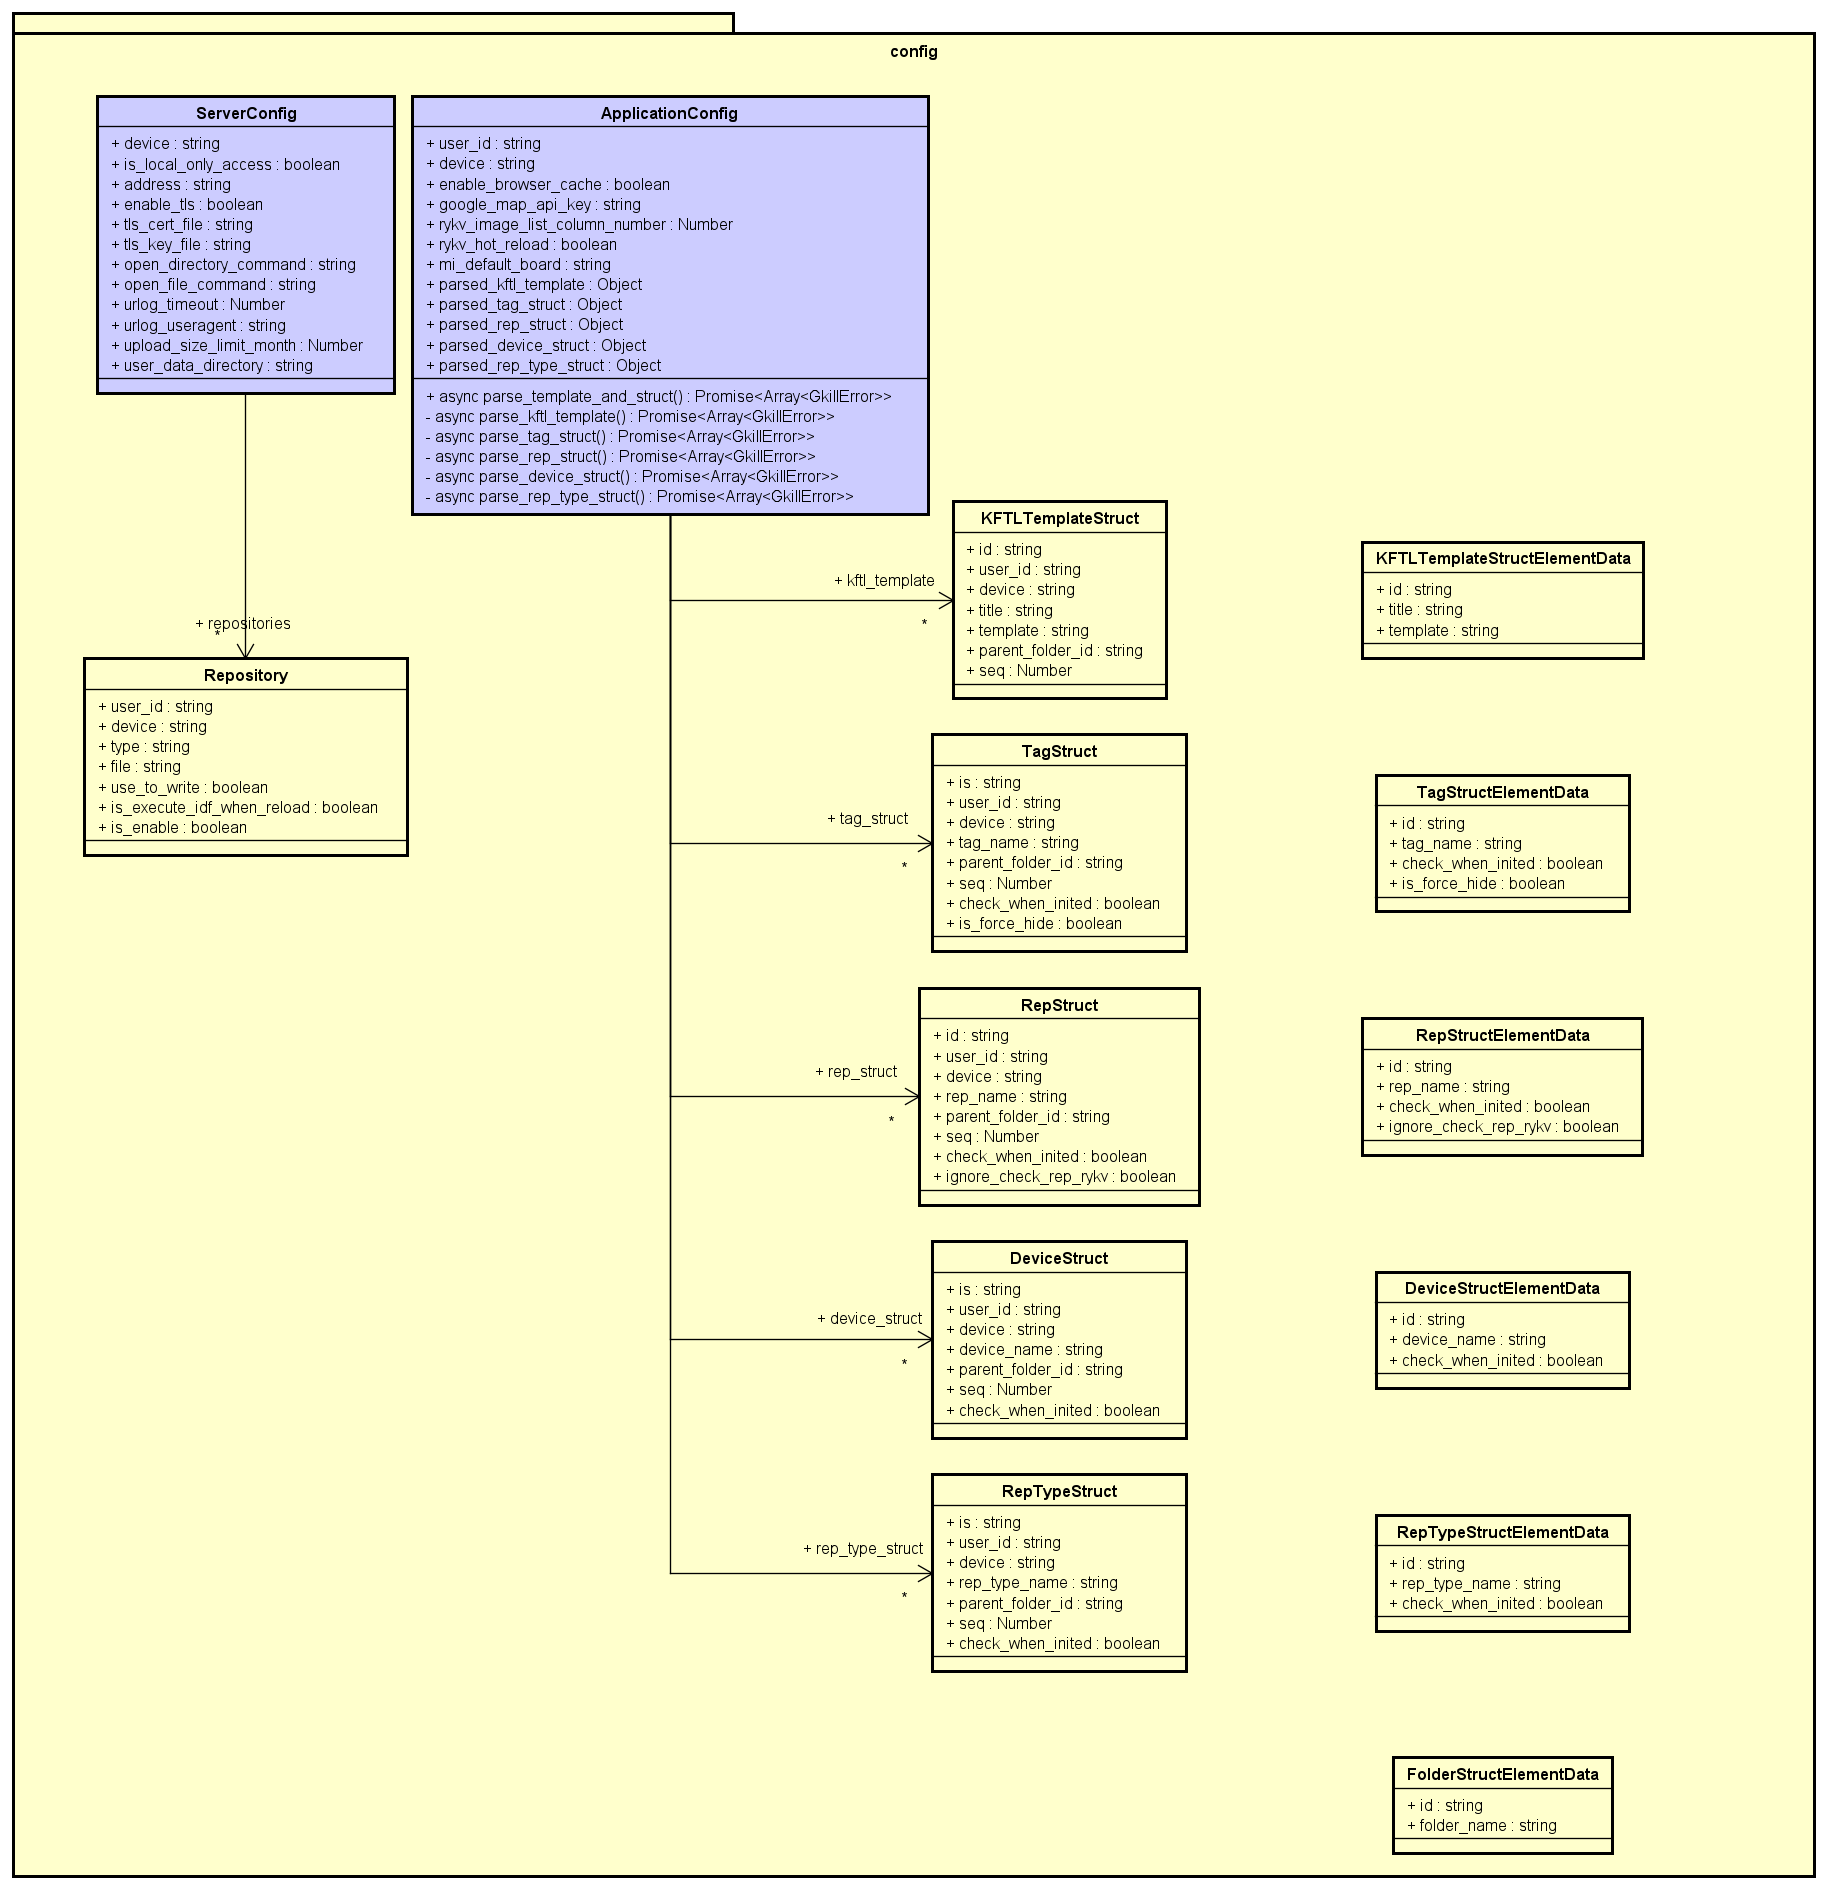 config
ServerConfig
+ device : string
+ is_local_only_access : boolean
+ address : string
+ enable_tls : boolean
+ tls_cert_file : string
+ tls_key_file : string
+ open_directory_command : string
+ open_file_command : string
+ urlog_timeout : Number
+ urlog_useragent : string
+ upload_size_limit_month : Number
+ user_data_directory : string
ApplicationConfig
+ user_id : string
+ device : string
+ enable_browser_cache : boolean
+ google_map_api_key : string
+ rykv_image_list_column_number : Number
+ rykv_hot_reload : boolean
+ mi_default_board : string
+ parsed_kftl_template : Object
+ parsed_tag_struct : Object
+ parsed_rep_struct : Object
+ parsed_device_struct : Object
+ parsed_rep_type_struct : Object
+ async parse_template_and_struct() : Promise<Array<GkillError>>
- async parse_kftl_template() : Promise<Array<GkillError>>
- async parse_tag_struct() : Promise<Array<GkillError>>
- async parse_rep_struct() : Promise<Array<GkillError>>
- async parse_device_struct() : Promise<Array<GkillError>>
- async parse_rep_type_struct() : Promise<Array<GkillError>>
+ repositories
*
Repository
+ user_id : string
+ device : string
+ type : string
+ file : string
+ use_to_write : boolean
+ is_execute_idf_when_reload : boolean
+ is_enable : boolean
+ kftl_template
*
KFTLTemplateStruct
+ id : string
+ user_id : string
+ device : string
+ title : string
+ template : string
+ parent_folder_id : string
+ seq : Number
KFTLTemplateStructElementData
+ id : string
+ title : string
+ template : string
+ tag_struct
*
TagStruct
+ is : string
+ user_id : string
+ device : string
+ tag_name : string
+ parent_folder_id : string
+ seq : Number
+ check_when_inited : boolean
+ is_force_hide : boolean
TagStructElementData
+ id : string
+ tag_name : string
+ check_when_inited : boolean
+ is_force_hide : boolean
+ rep_struct
*
RepStruct
+ id : string
+ user_id : string
+ device : string
+ rep_name : string
+ parent_folder_id : string
+ seq : Number
+ check_when_inited : boolean
+ ignore_check_rep_rykv : boolean
RepStructElementData
+ id : string
+ rep_name : string
+ check_when_inited : boolean
+ ignore_check_rep_rykv : boolean
+ device_struct
*
DeviceStruct
+ is : string
+ user_id : string
+ device : string
+ device_name : string
+ parent_folder_id : string
+ seq : Number
+ check_when_inited : boolean
DeviceStructElementData
+ id : string
+ device_name : string
+ check_when_inited : boolean
+ rep_type_struct
*
RepTypeStruct
+ is : string
+ user_id : string
+ device : string
+ rep_type_name : string
+ parent_folder_id : string
+ seq : Number
+ check_when_inited : boolean
RepTypeStructElementData
+ id : string
+ rep_type_name : string
+ check_when_inited : boolean
FolderStructElementData
+ id : string
+ folder_name : string